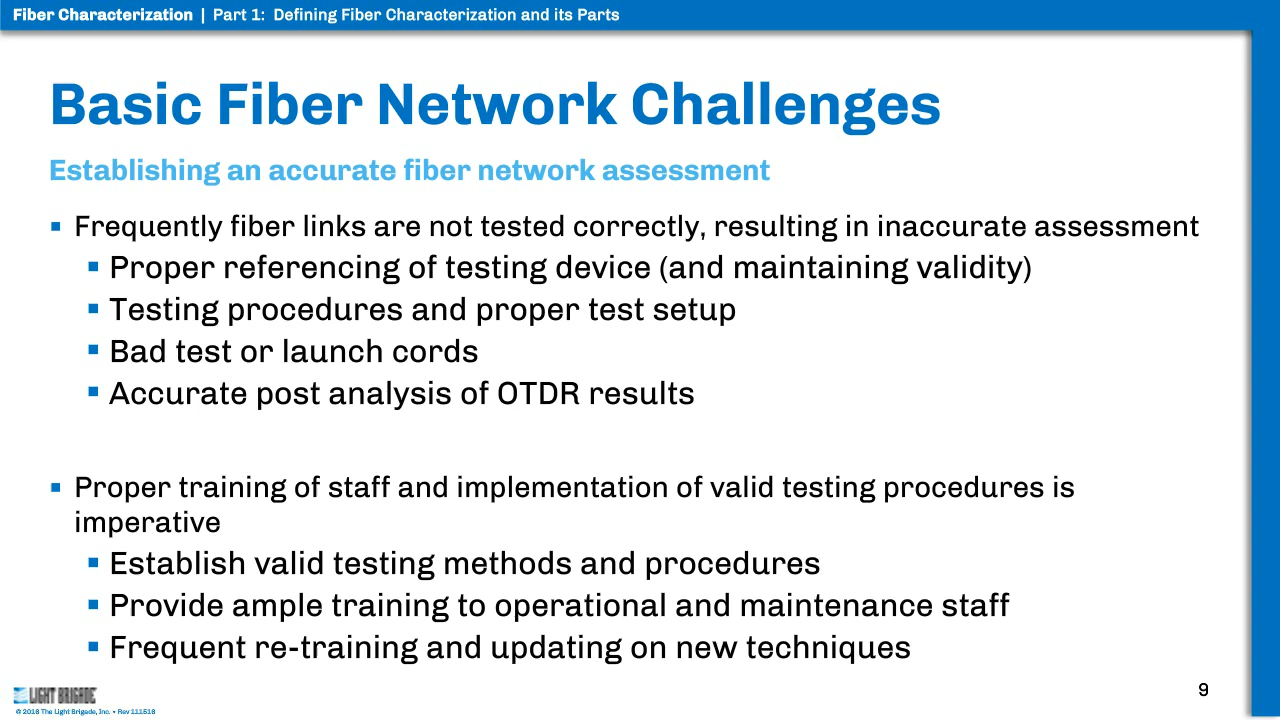 Fiber Characterization | Part 1: Defining Fiber Characterization and its Parts
Basic Fiber Network Challenges
Establishing an accurate fiber network assessment
▪ Frequently fiber links are not tested correctly, resulting in inaccurate assessment
▪ Proper referencing of testing device (and maintaining validity)
▪ Testing procedures and proper test setup
▪ Bad test or launch cords
▪ Accurate post analysis of OTDR results
▪ Proper training of staff and implementation of valid testing procedures is
imperative
▪ Establish valid testing methods and procedures
▪ Provide ample training to operational and maintenance staff
▪ Frequent re-training and updating on new techniques
LIGHT BRIGADE
© 2018 The Light Brigade, Inc. • Rev 111518
9